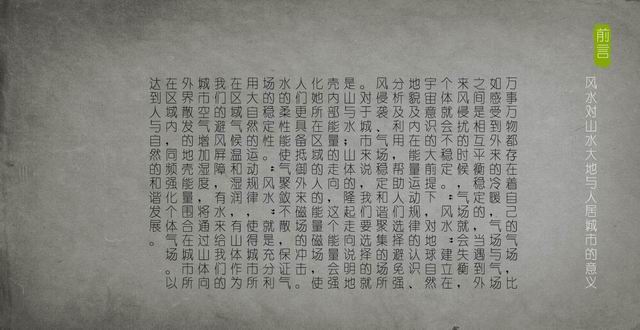 前言
风水对山水大地与人居城市的意义
万事万物都存在着自己的气场，比
如感受到外来的冷暖，气场与气场
之间是相互平衡稳定的，当遇到外
来风侵扰的时候，气场就会失衡，
个体就会不稳定。：风水：建立在
宇宙意识的大前提下，对地球自然
地貌及内在能量运动规律的认识、
分析及利用，帮助人们选择避免强
风侵袭、气场稳定和谐聚集的场所
。对于城市来说，我们要选择的就
是山与水；山体的隆起走向说明地
壳内部能量的走向，这个能量会强
化她所在区域的人的能量磁场，使
人们更具备抵御外来磁场的冲击。
水的柔性能使气聚敛不散，保证气
场的稳定性。：风水：就是充分利
用大自然的运动规律：使得城市所
在区域气候温和湿润，有山体作为
我们的避风屏障，有水来给我们的
城市空气增加湿度，将通过山体向
外界散发的地壳能量围合在城市所
在区域内，同频强化个体气场。以
达到人与自然的和谐发展。